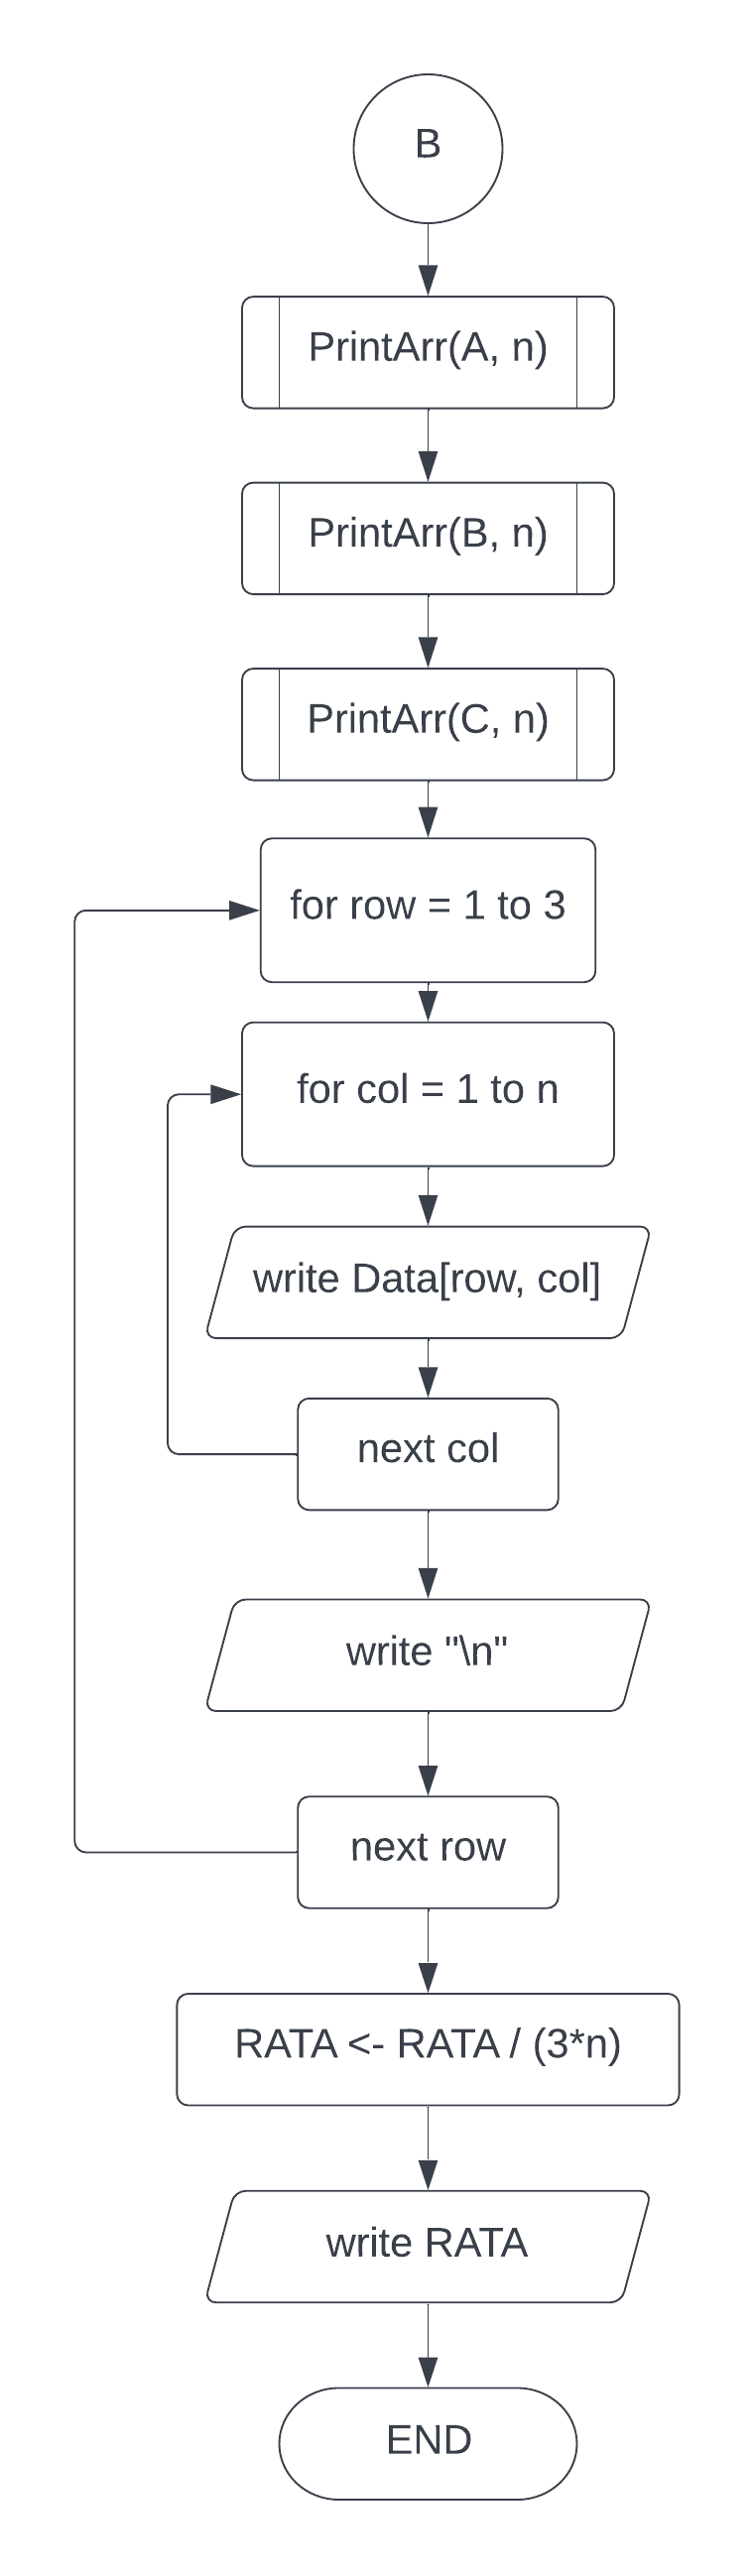 B
PrintArr(A, n)
PrintArr(B, n)
PrintArr(C, n)
for row = 1 to 3
for col = 1 to n
write Data[row, col]
next col
write "\n"
next row
RATA <- RATA / (3*n)
write RATA
END